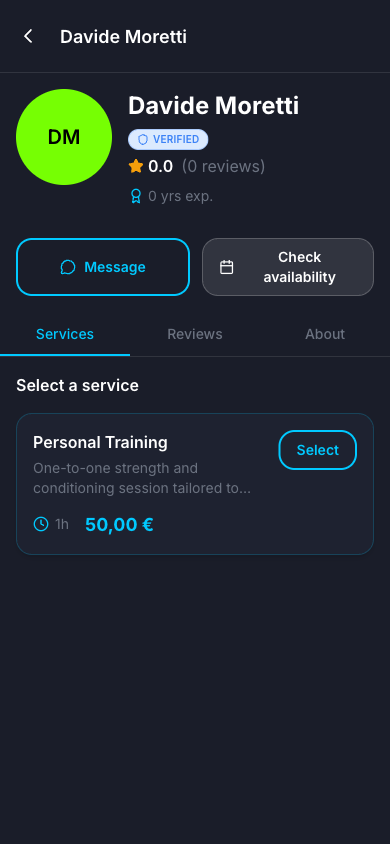 Davide Moretti
DM
Davide Moretti
VERIFIED
0.0 (0 reviews)
0 yrs exp.
Message
Check
availability
Services Reviews About
Select a service
Personal Training
One-to-one strength and
conditioning session tailored to...
Select
1h 50,00 €